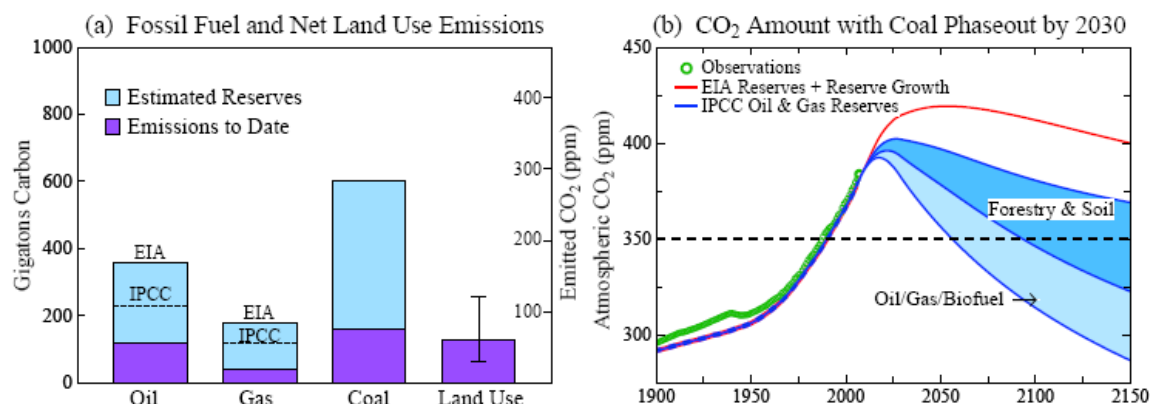 (a) Fossil Fuel and Net Land Use Emissions
1000
800
600
400
200
0
Gigatons Carbon
Estimated Reserves
Emissions to Date
EIA
IPCC
EIA
IPCC
Oil
Gas
Coal
Land Use
400
300
200
100
0
Emitted CO₂ (ppm)
(b) CO₂ Amount with Coal Phaseout by 2030
450
400
350
300
Atmospheric CO₂ (ppm)
Observations
EIA Reserves + Reserve Growth
IPCC Oil & Gas Reserves
Forestry & Soil
Oil/Gas/Biofuel →
1900
1950
2000
2050
2100
2150